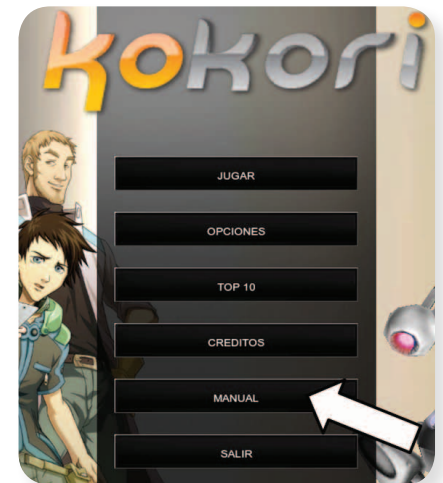 kokori
JUGAR
OPCIONES
TOP 10
CREDITOS
MANUAL
SALIR